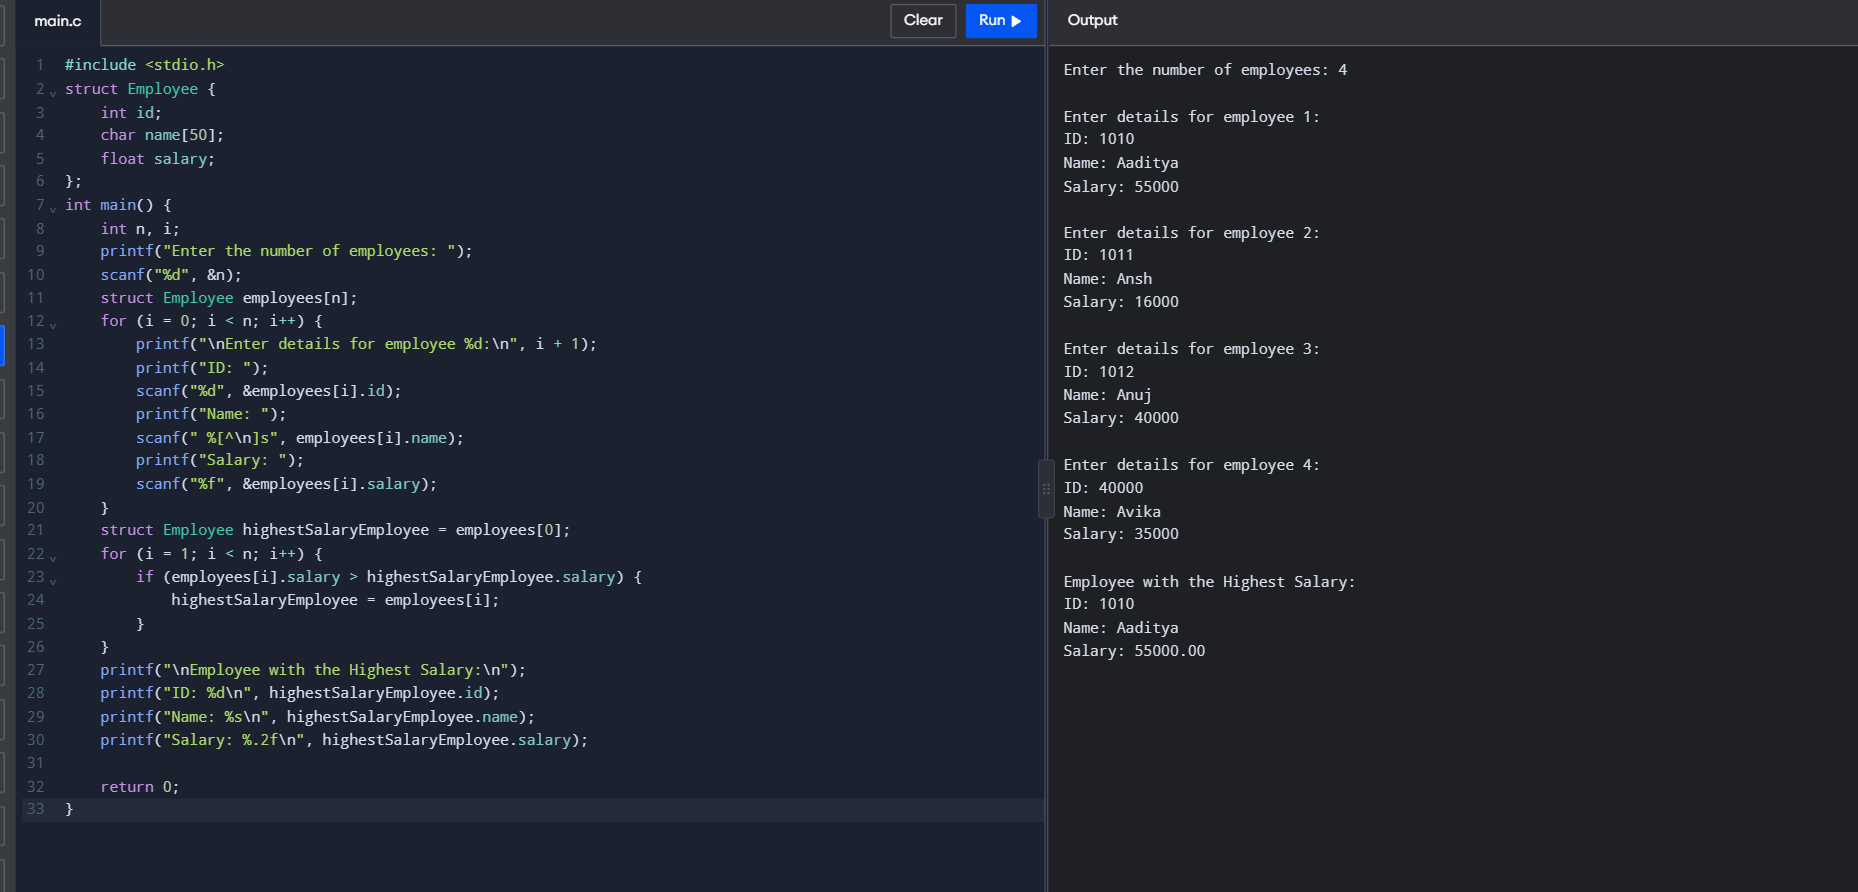 main.c
Clear
Run
1 #include <stdio.h>
2 struct Employee {
3     int id;
4     char name[50];
5     float salary;
6 };
7 int main() {
8     int n, i;
9     printf("Enter the number of employees: ");
10     scanf("%d", &n);
11     struct Employee employees[n];
12     for (i = 0; i < n; i++) {
13         printf("\nEnter details for employee %d:\n", i + 1);
14         printf("ID: ");
15         scanf("%d", &employees[i].id);
16         printf("Name: ");
17         scanf(" %[^\n]s", employees[i].name);
18         printf("Salary: ");
19         scanf("%f", &employees[i].salary);
20     }
21     struct Employee highestSalaryEmployee = employees[0];
22     for (i = 1; i < n; i++) {
23         if (employees[i].salary > highestSalaryEmployee.salary) {
24             highestSalaryEmployee = employees[i];
25         }
26     }
27     printf("\nEmployee with the Highest Salary:\n");
28     printf("ID: %d\n", highestSalaryEmployee.id);
29     printf("Name: %s\n", highestSalaryEmployee.name);
30     printf("Salary: %.2f\n", highestSalaryEmployee.salary);
31
32     return 0;
33 }
Output
Enter the number of employees: 4
Enter details for employee 1:
ID: 1010
Name: Aaditya
Salary: 55000
Enter details for employee 2:
ID: 1011
Name: Ansh
Salary: 16000
Enter details for employee 3:
ID: 1012
Name: Anuj
Salary: 40000
Enter details for employee 4:
ID: 40000
Name: Avika
Salary: 35000
Employee with the Highest Salary:
ID: 1010
Name: Aaditya
Salary: 55000.00